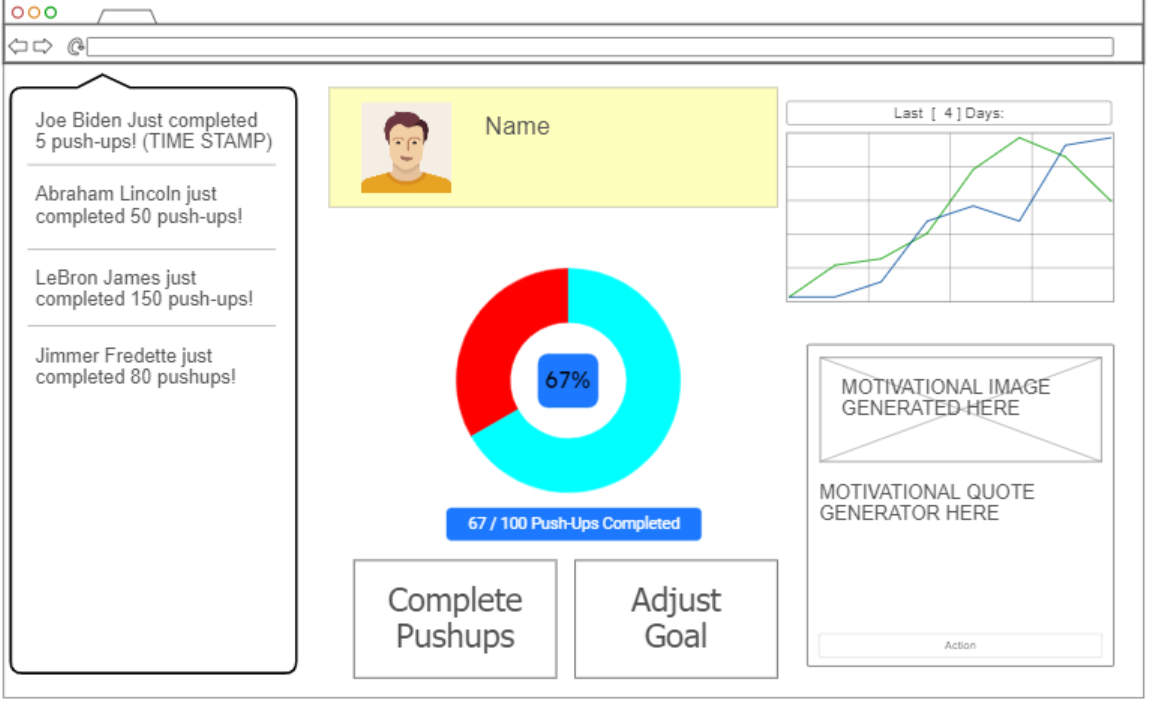 Joe Biden Just completed
5 push-ups! (TIME STAMP)
Abraham Lincoln just
completed 50 push-ups!
LeBron James just
completed 150 push-ups!
Jimmer Fredette just
completed 80 pushups!
Name
67%
67 / 100 Push-Ups Completed
Complete
Pushups
Adjust
Goal
Last [ 4 ] Days:
MOTIVATIONAL IMAGE
GENERATED HERE
MOTIVATIONAL QUOTE
GENERATOR HERE
Action